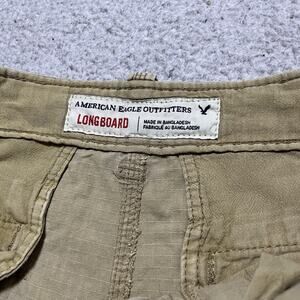 AMERICAN EAGLE OUTFITTERS
LONGBOARD
MADE IN BANGLADESH
FABRIQUÉ AU BANGLADESH